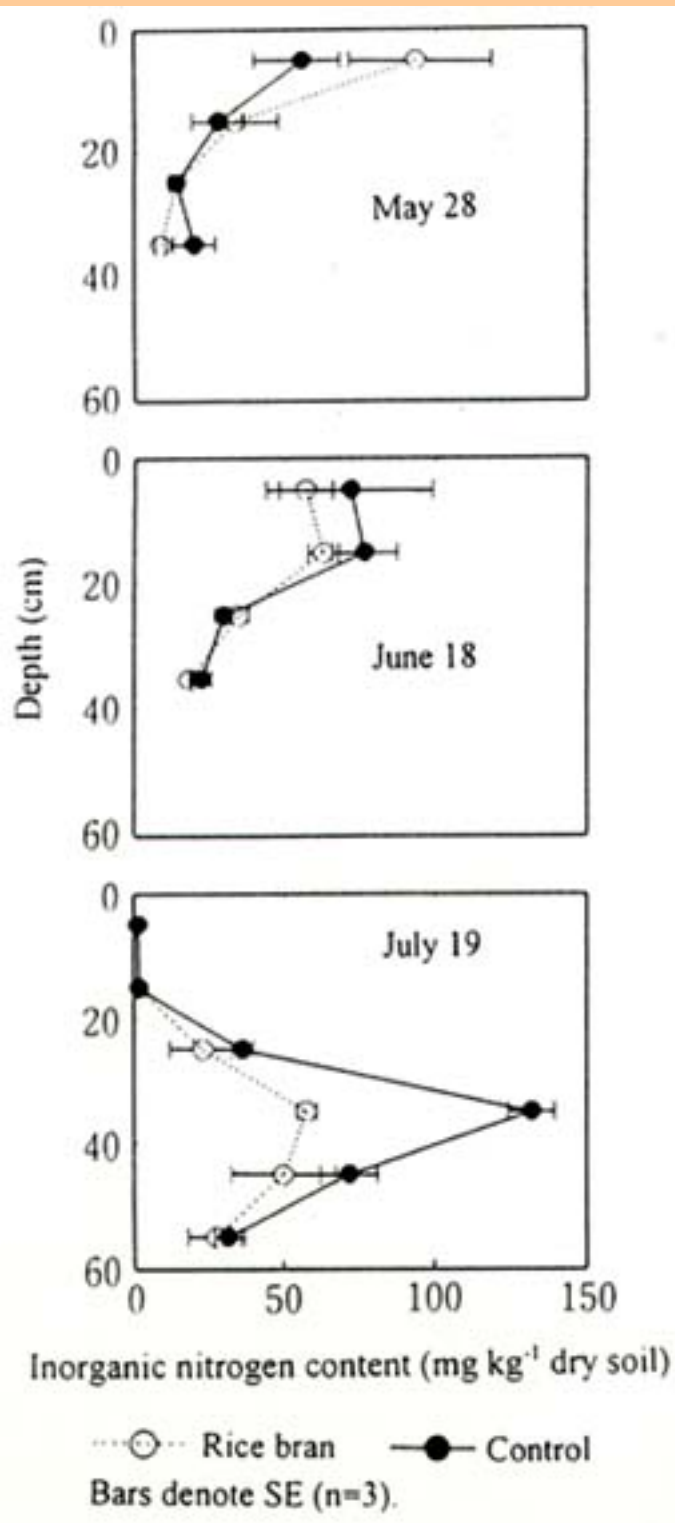 0
20
40
60
May 28
0
20
40
60
June 18
Depth (cm)
0
20
40
60
July 19
0 50 100 150
Inorganic nitrogen content (mg kg⁻¹ dry soil)
Rice bran Control
Bars denote SE (n=3).